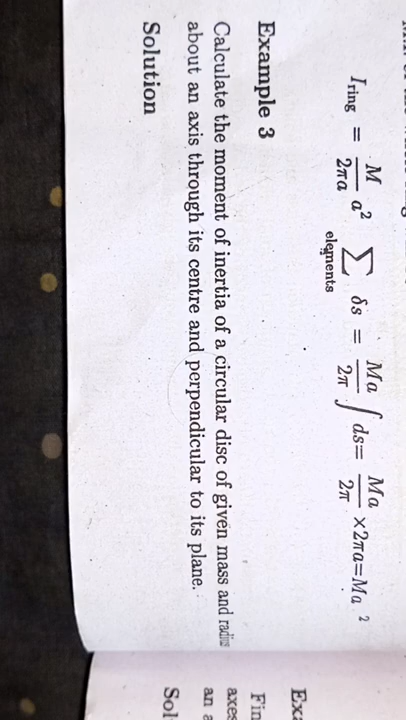 I_ring = M/2πa a² ∑ δs = Ma/2π ∫ ds = Ma/2π ×2πa=Ma²
elements
Example 3
Calculate the moment of inertia of a circular disc of given mass and radius
about an axis through its centre and perpendicular to its plane.
Solution
Fin
axes
an a
Sol